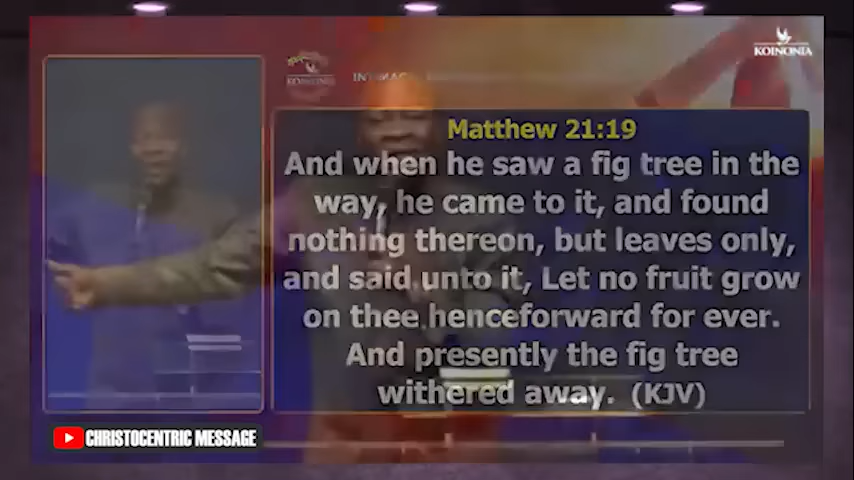 KOINONIA
KOINONIA
Matthew 21:19
And when he saw a fig tree in the
way, he came to it, and found
nothing thereon, but leaves only,
and said unto it, Let no fruit grow
on thee henceforward for ever.
And presently the fig tree
withered away. (KJV)
CHRISTOCENTRIC MESSAGE